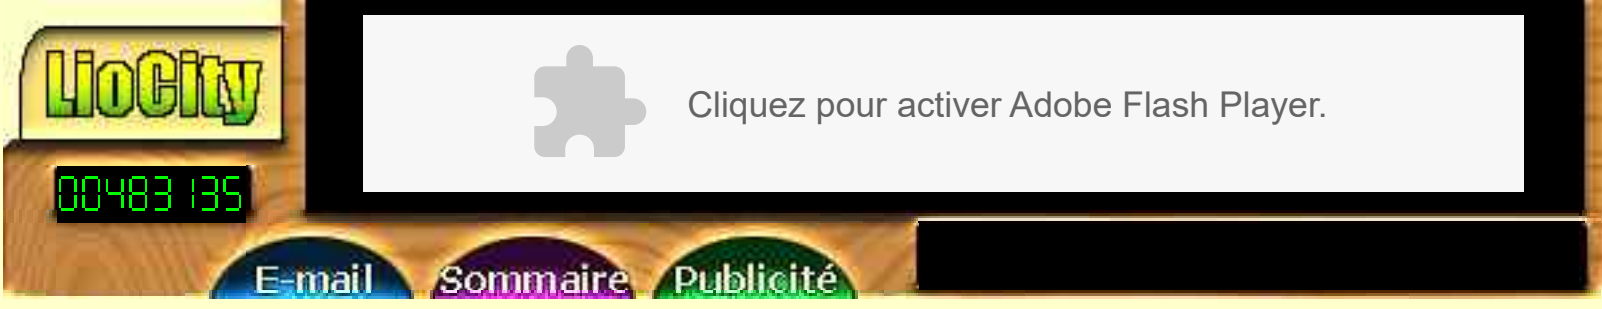 LioCity
Cliquez pour activer Adobe Flash Player.
00483135
E-mail
Sommaire
Publicité